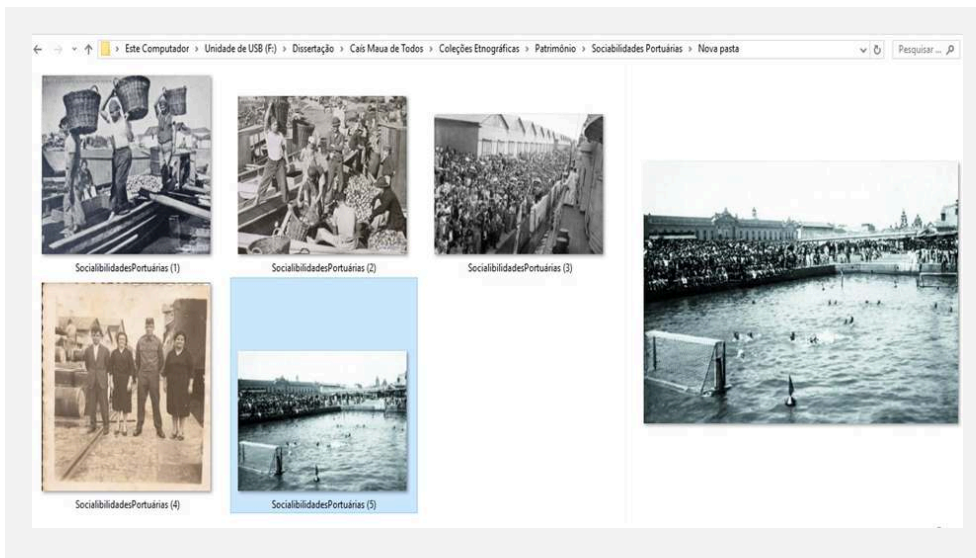 Este Computador > Unidade de USB (F:) > Dissertação > Caís Maua de Todos > Coleções Etnográficas > Patrimônio > Sociabilidades Portuárias > Nova pasta
Pesquisar ...
SocialibilidadesPortuárias (1)
SocialibilidadesPortuárias (2)
SocialibilidadesPortuárias (3)
SocialibilidadesPortuárias (4)
SocialibilidadesPortuárias (5)